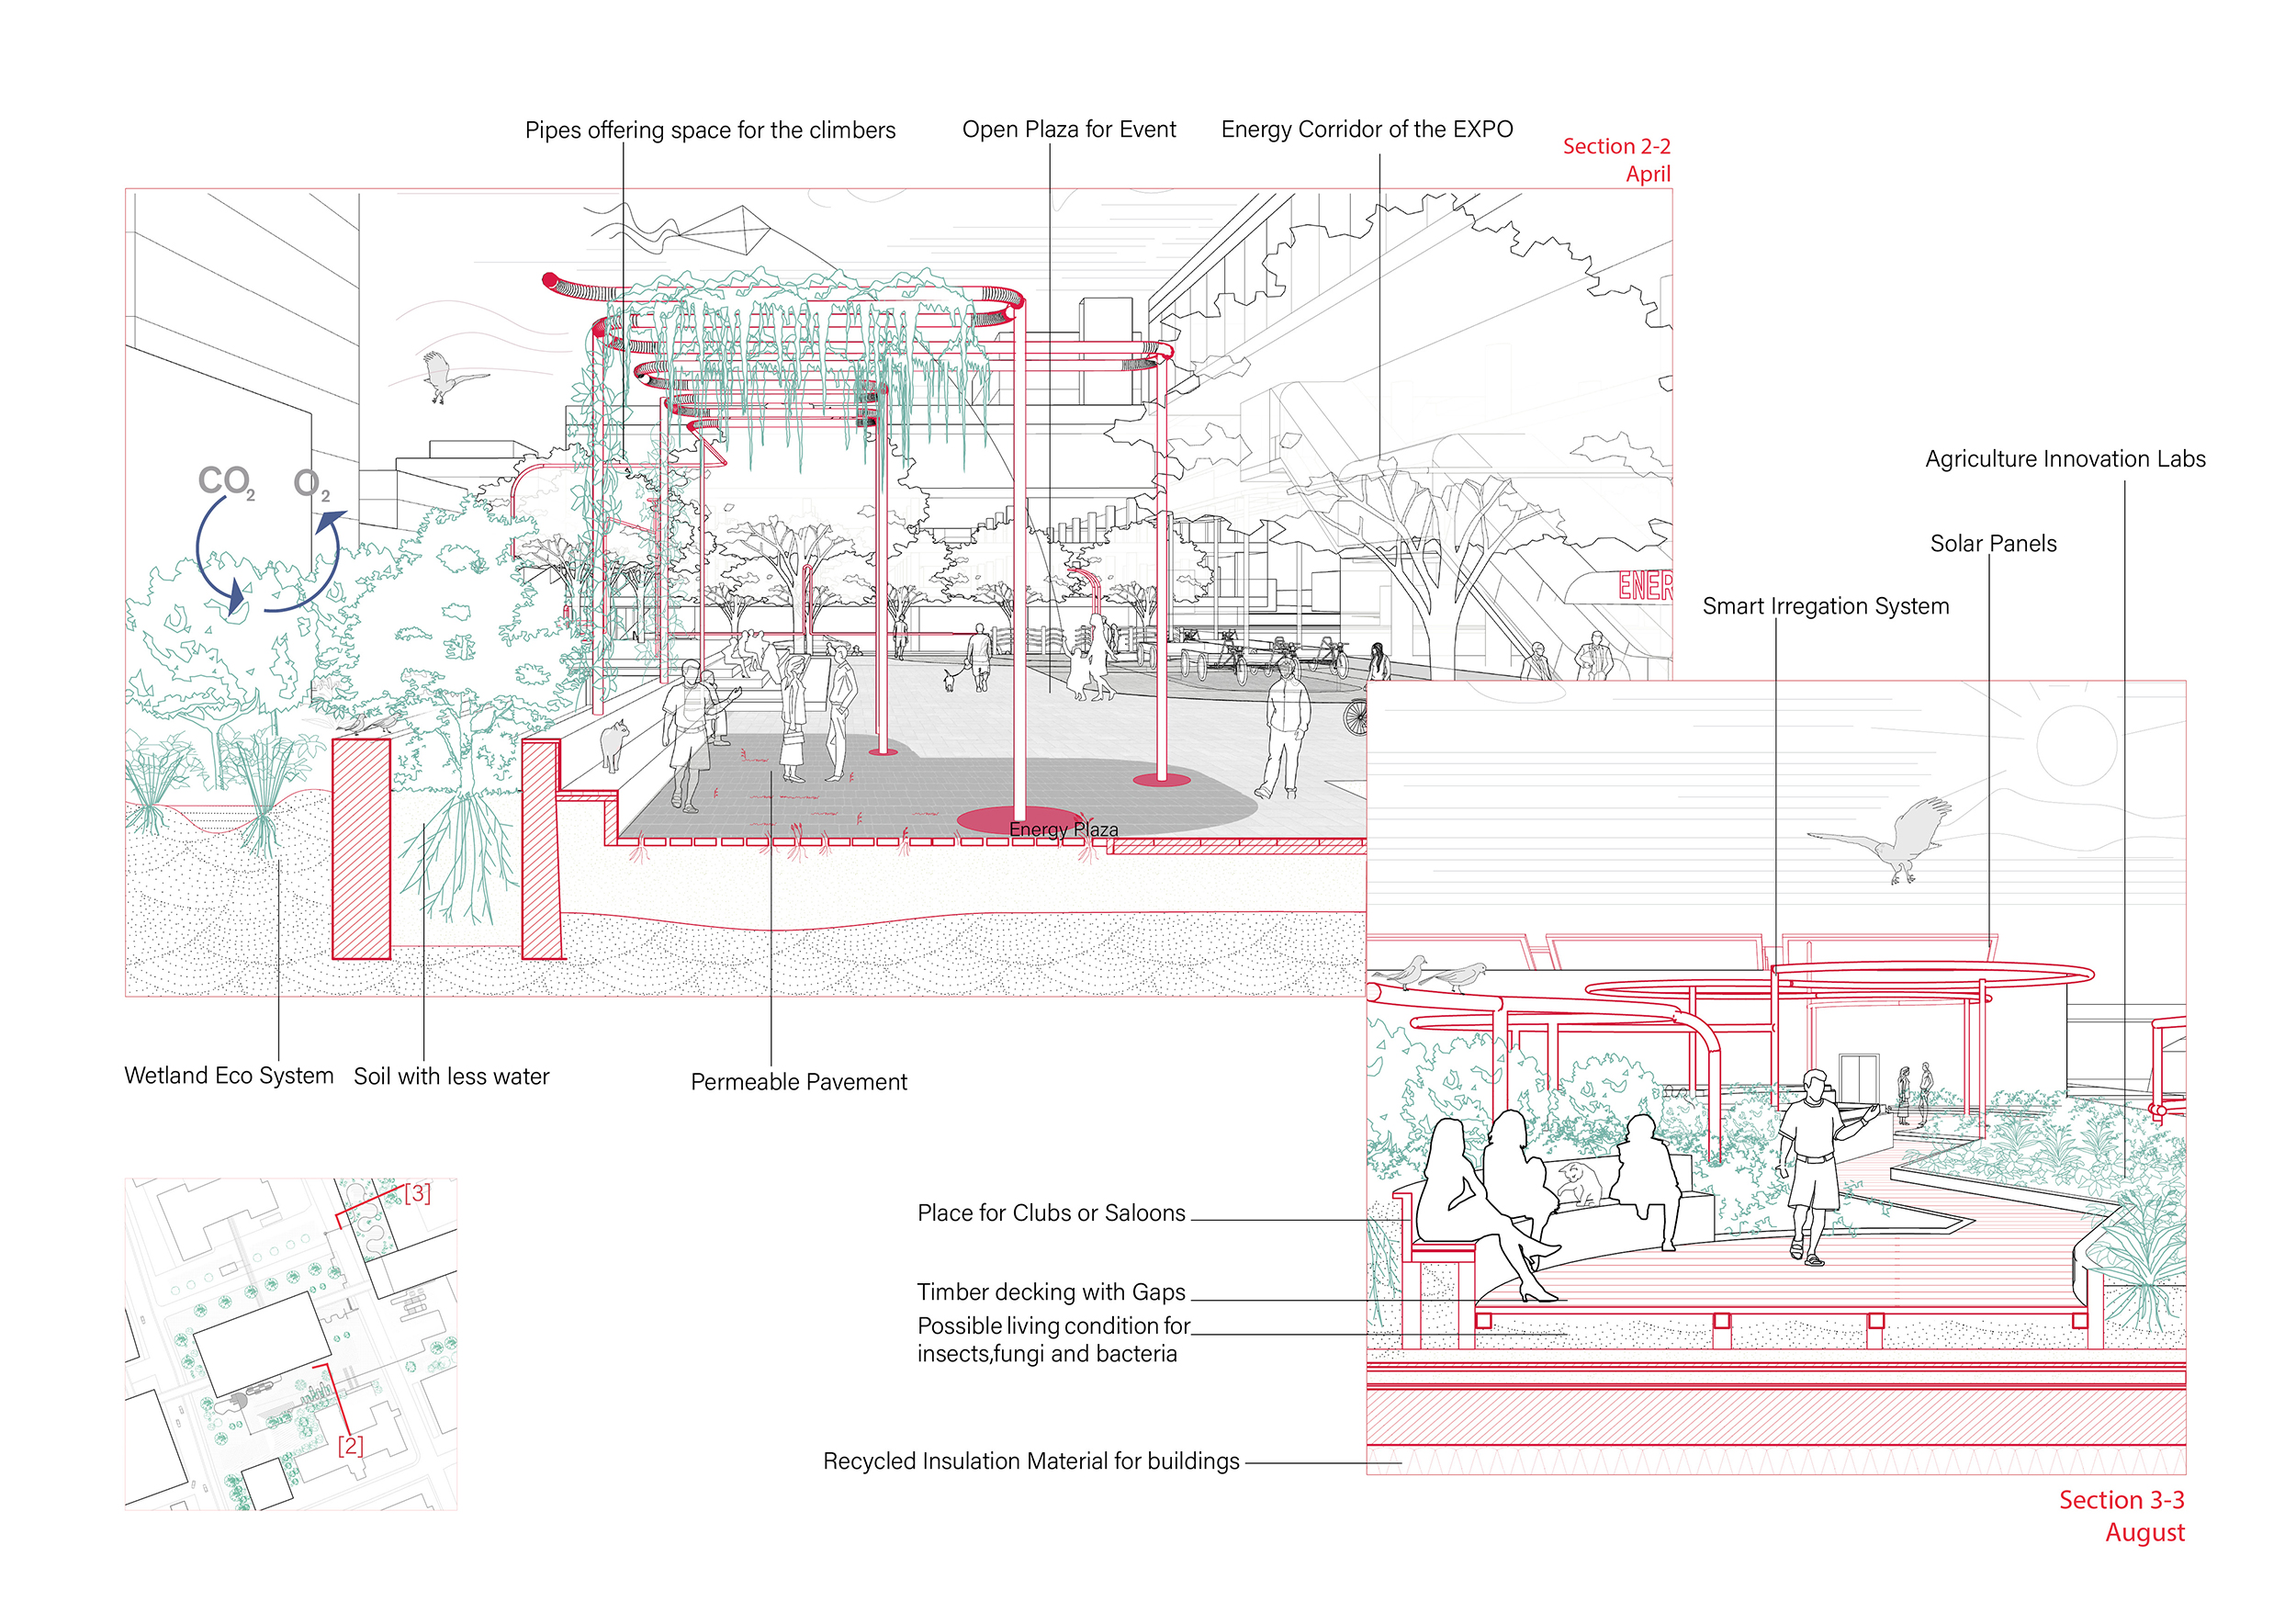 Pipes offering space for the climbers
Open Plaza for Event
Energy Corridor of the EXPO
Section 2-2
April
CO2
O2
ENER
Agriculture Innovation Labs
Solar Panels
Smart Irregation System
Energy Plaza
Wetland Eco System
Soil with less water
Permeable Pavement
[3]
[2]
Place for Clubs or Saloons
Timber decking with Gaps
Possible living condition for
insects,fungi and bacteria
Recycled Insulation Material for buildings
Section 3-3
August